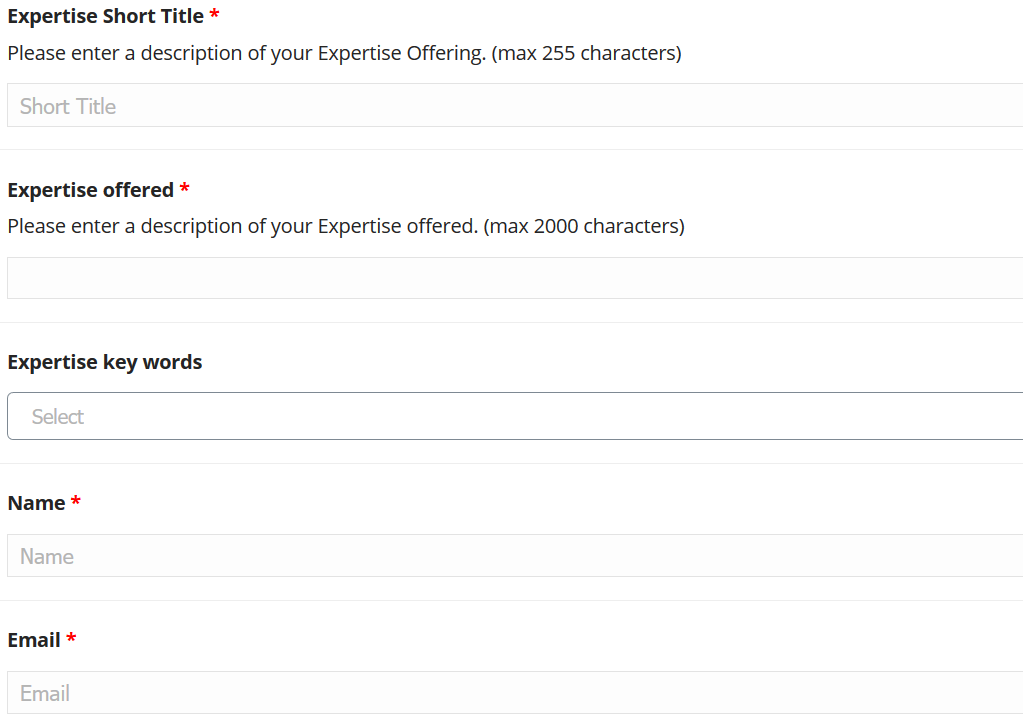 Expertise Short Title *
Please enter a description of your Expertise Offering. (max 255 characters)
Short Title
Expertise offered *
Please enter a description of your Expertise offered. (max 2000 characters)
Expertise key words
Select
Name *
Name
Email *
Email